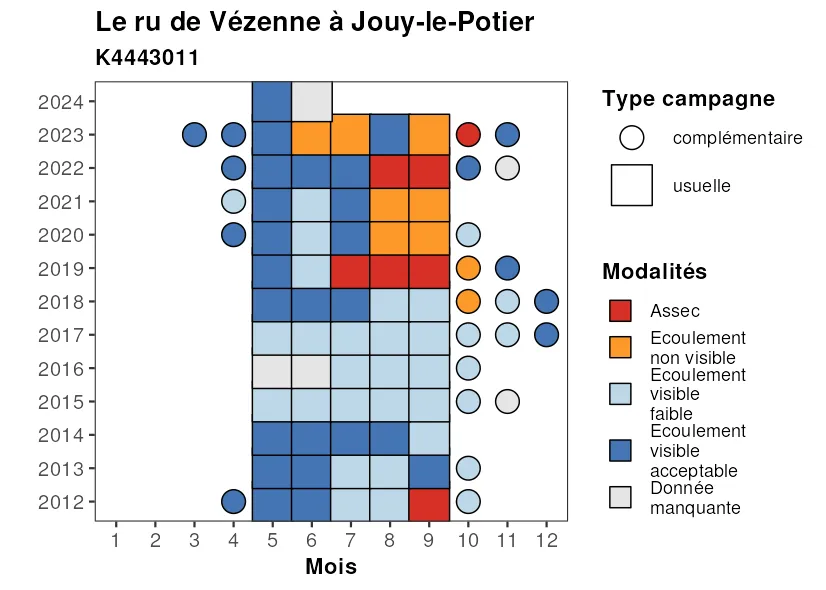 Le ru de Vézenne à Jouy-le-Potier
K4443011
2024
2023
2022
2021
2020
2019
2018
2017
2016
2015
2014
2013
2012
1 2 3 4 5 6 7 8 9 10 11 12
Mois
Type campagne
complémentaire
usuelle
Modalités
Assec
Ecoulement
non visible
Ecoulement
visible
faible
Ecoulement
visible
acceptable
Donnée
manquante